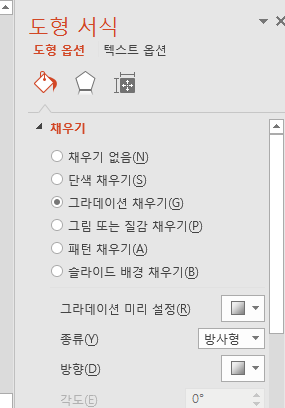 도형 서식
도형 옵션 텍스트 옵션
채우기
채우기 없음(N)
단색 채우기(S)
그라데이션 채우기(G)
그림 또는 질감 채우기(P)
패턴 채우기(A)
슬라이드 배경 채우기(B)
그라데이션 미리 설정(R)
종류(Y) 방사형
방향(D)
각도(E) 0°